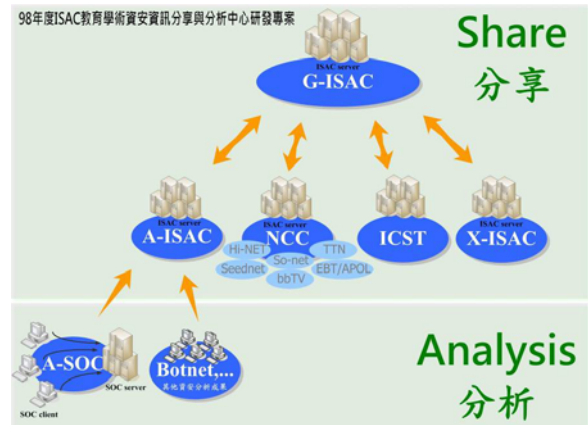 98年度ISAC教育學術資安資訊分享與分析中心研發專案
Share
分享
ISAC server
G-ISAC
ISAC server
A-ISAC
ISAC server
NCC
Hi-NET
TTN
So-net
Seednet
EBT/APOL
bbTV
ISAC server
ICST
ISAC server
X-ISAC
Analysis
分析
A-SOC
SOC server
SOC client
Botnet,...
其他資安分析成果